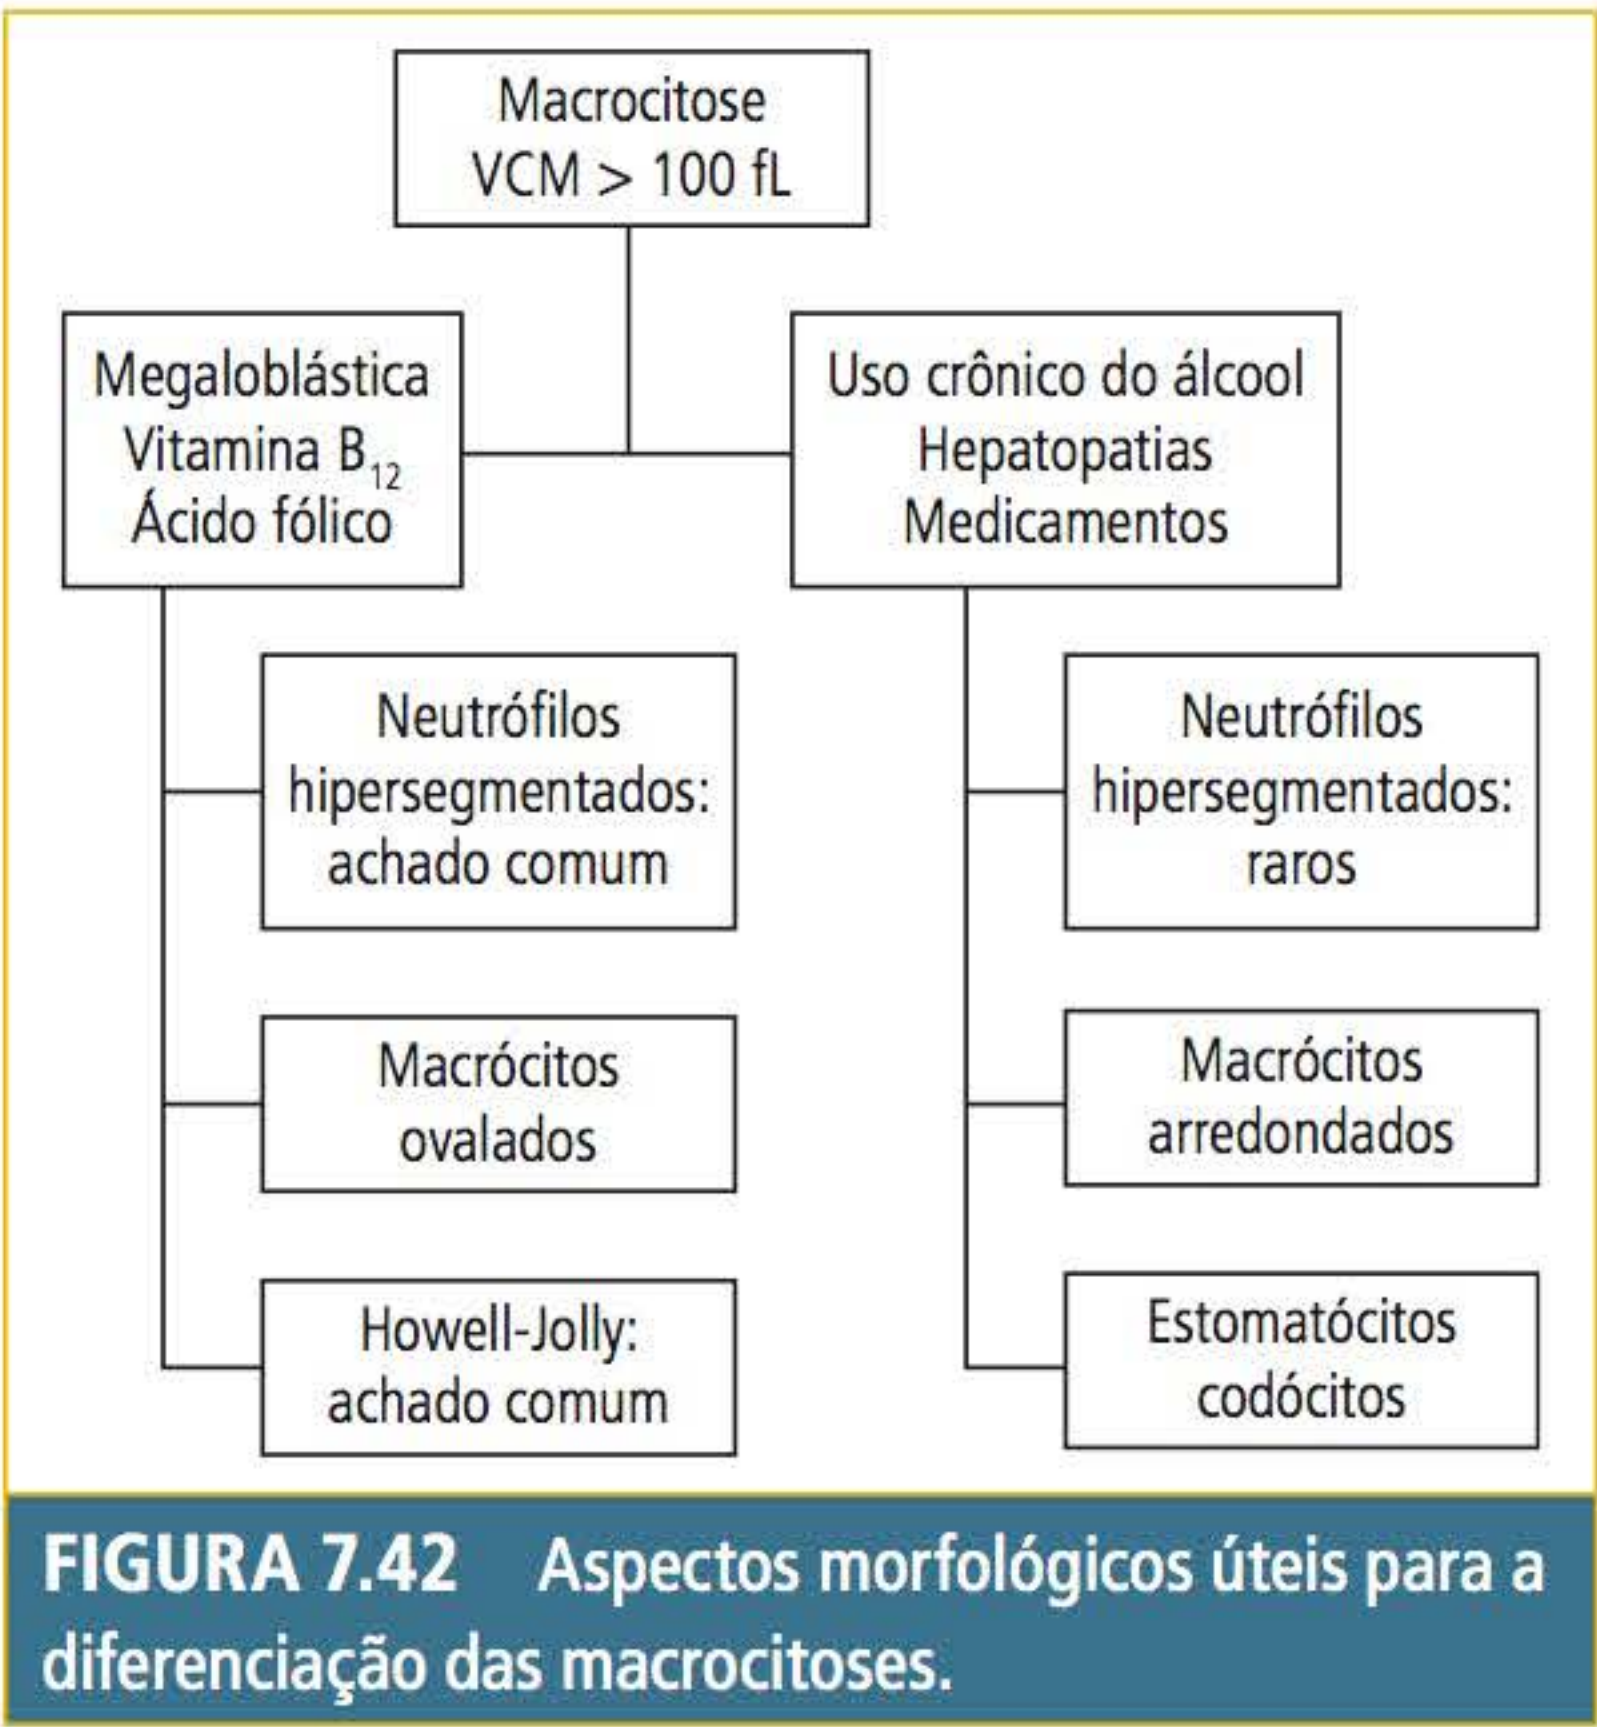 Macrocitose
VCM > 100 fL
Megaloblástica
Vitamina B₁₂
Ácido fólico
Uso crônico do álcool
Hepatopatias
Medicamentos
Neutrófilos
hipersegmentados:
achado comum
Neutrófilos
hipersegmentados:
raros
Macrócitos
ovalados
Macrócitos
arredondados
Howell-Jolly:
achado comum
Estomatócitos
codócitos
FIGURA 7.42 Aspectos morfológicos úteis para a
diferenciação das macrocitoses.